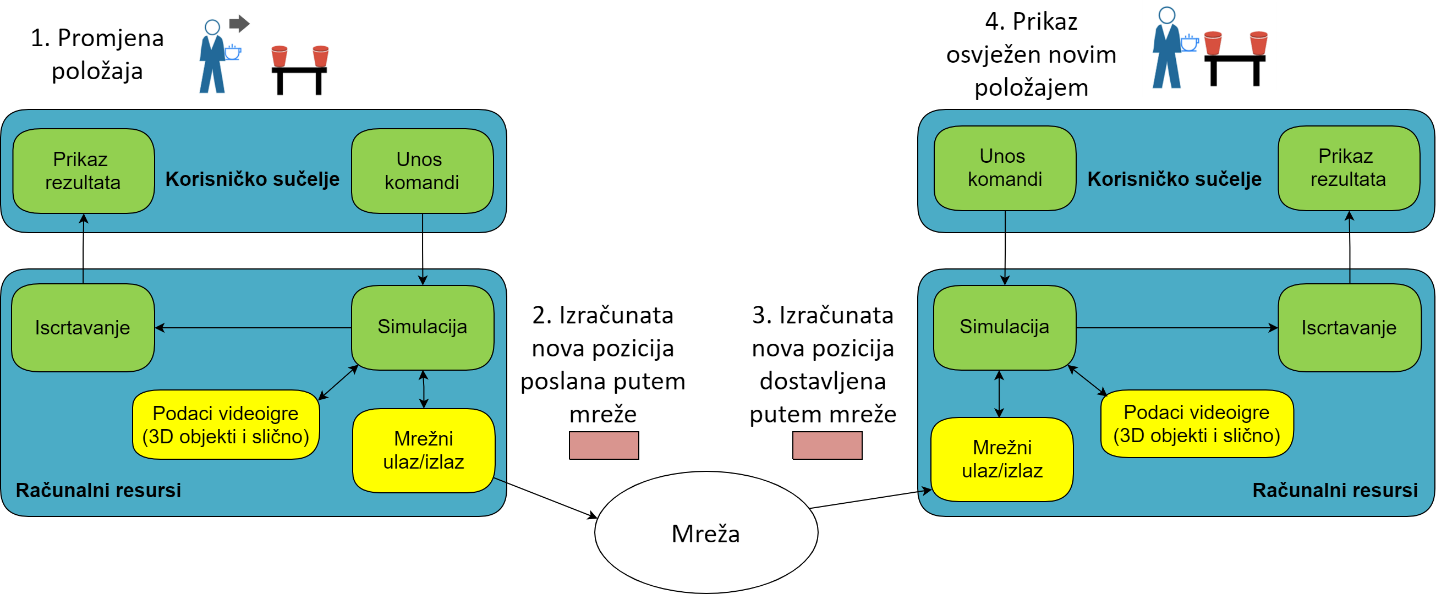 1. Promjena
položaja
4. Prikaz
osvježen novim
položajem
Prikaz
rezultata
Korisničko sučelje
Unos
komandi
Unos
komandi
Korisničko sučelje
Prikaz
rezultata
Iscrtavanje
Simulacija
Podaci videoigre
(3D objekti i slično)
Mrežni
ulaz/izlaz
Računalni resursi
2. Izračunata
nova pozicija
poslana putem
mreže
3. Izračunata
nova pozicija
dostavljena
putem mreže
Mreža
Simulacija
Iscrtavanje
Podaci videoigre
(3D objekti i slično)
Mrežni
ulaz/izlaz
Računalni resursi